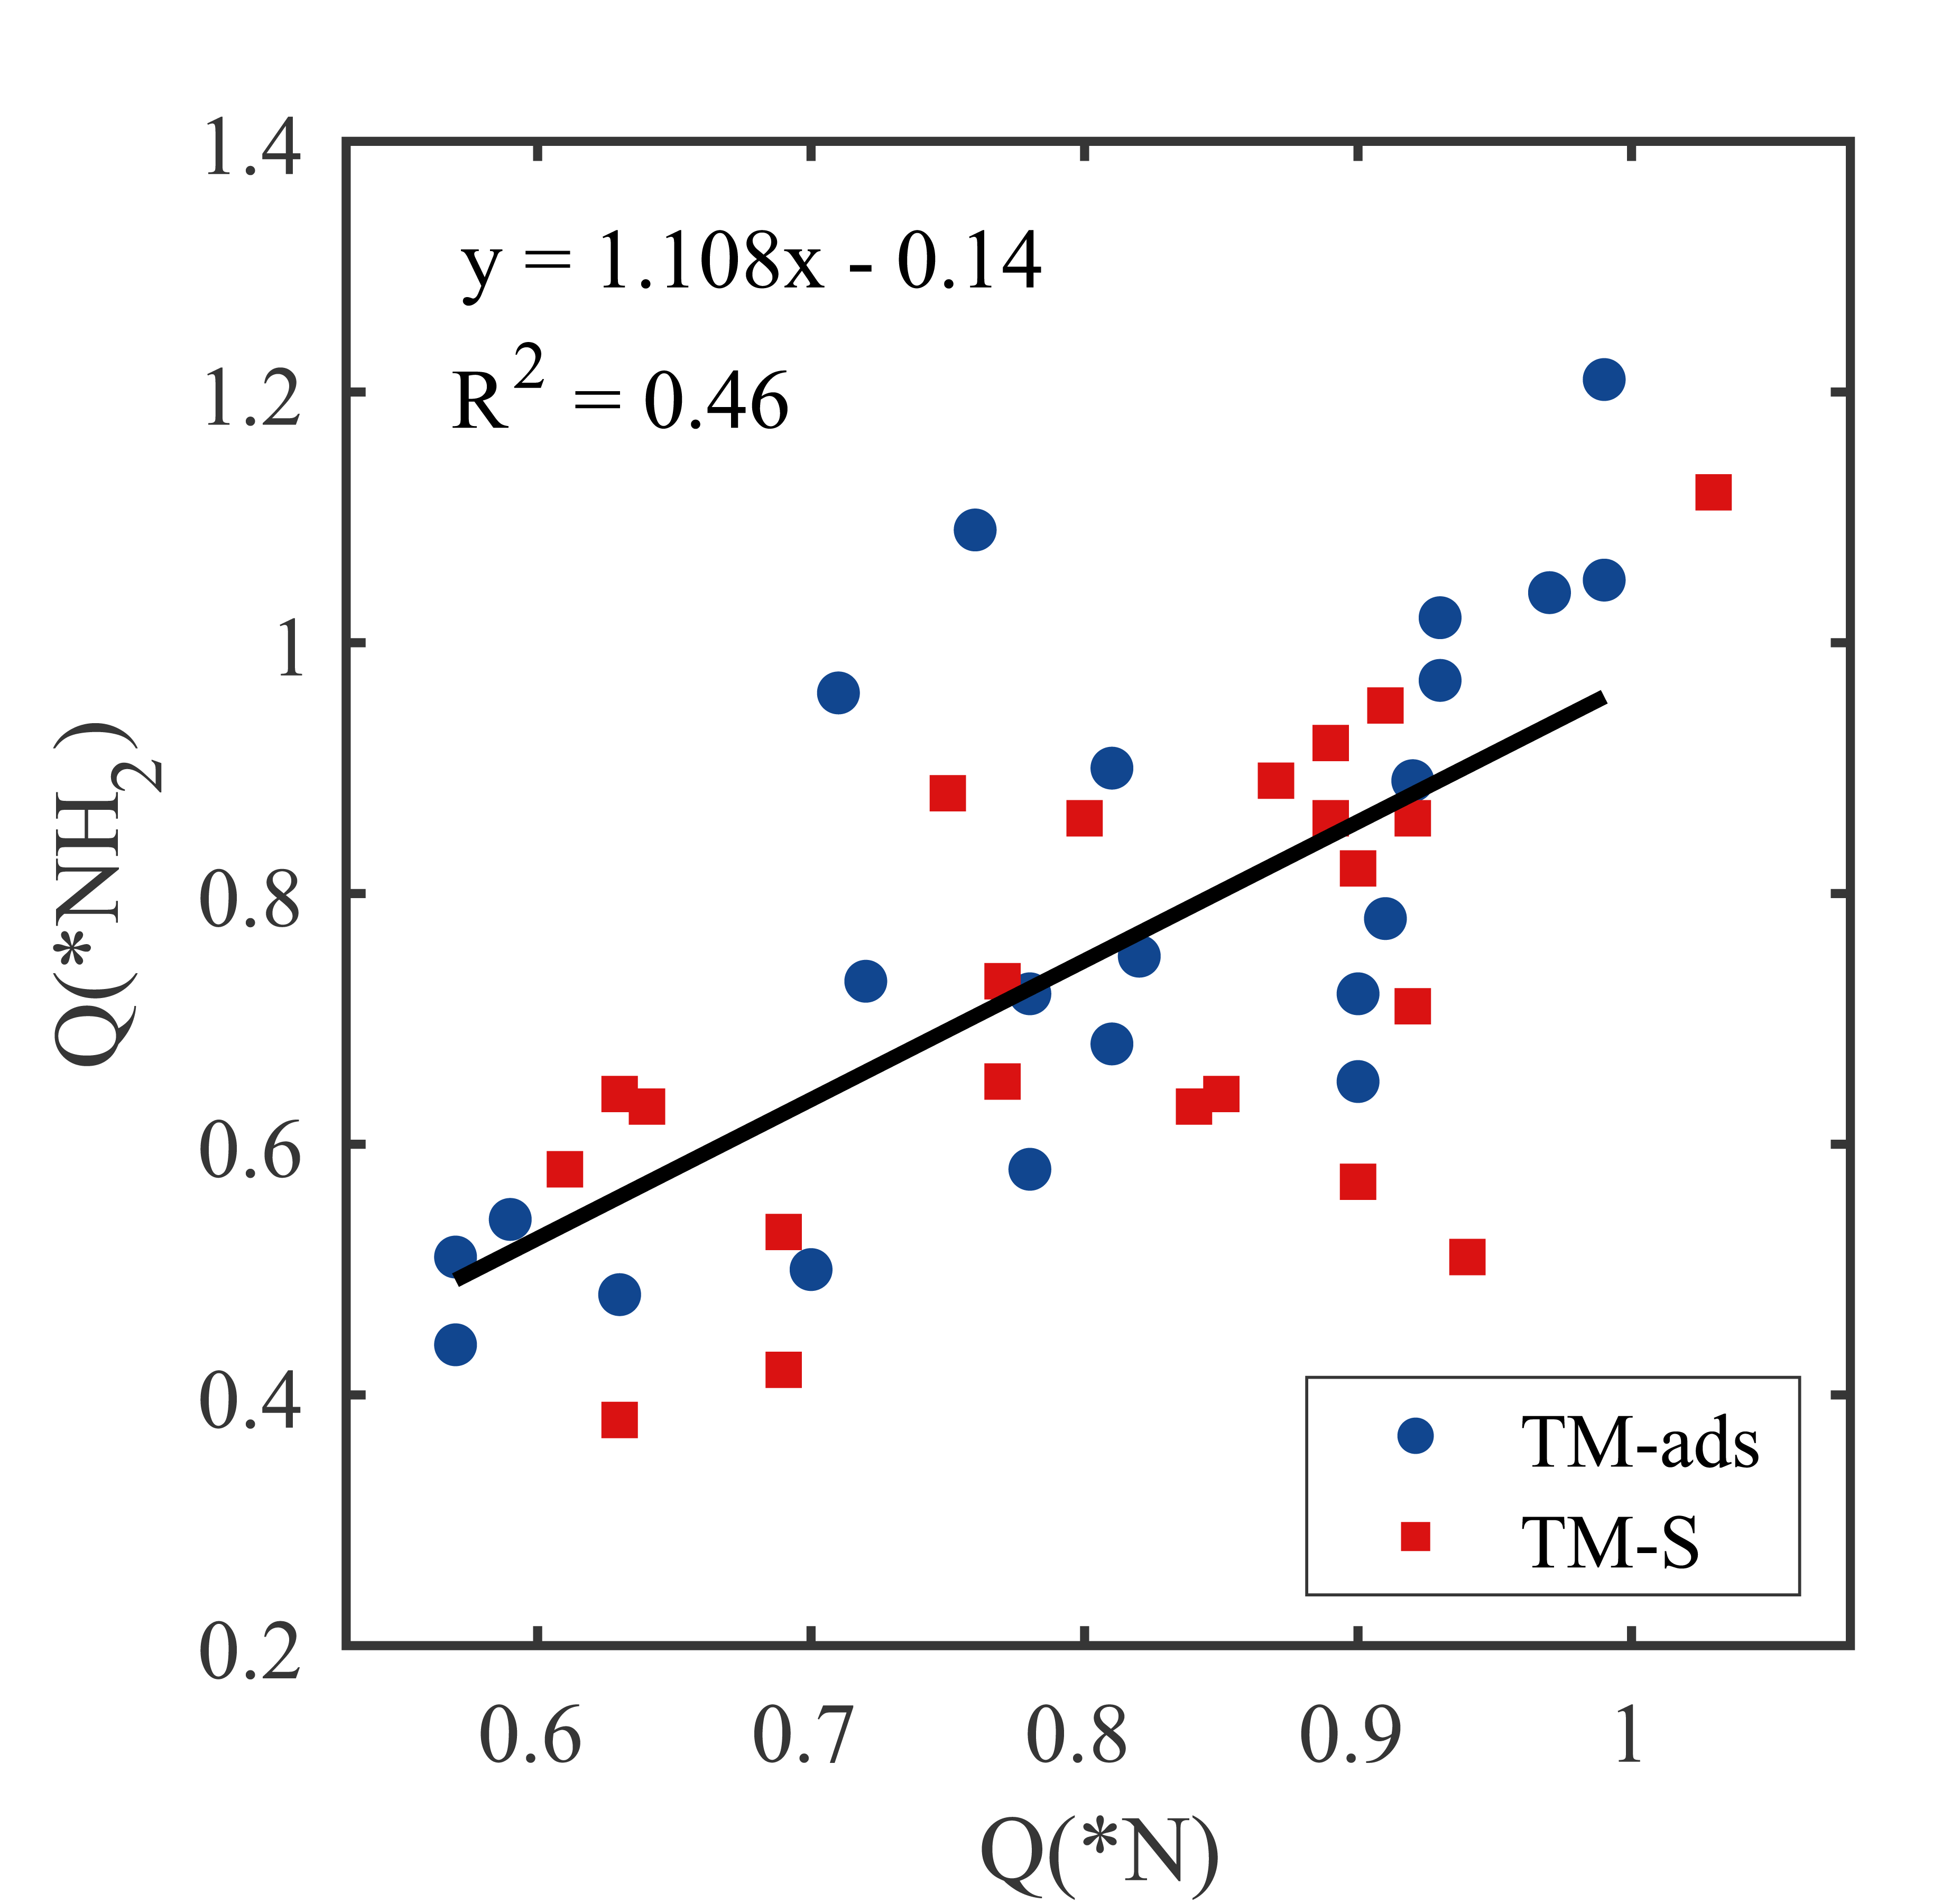 y = 1.108x - 0.14
R² = 0.46
1.4
1.2
1
0.8
0.6
0.4
0.2
Q(*NH₂)
TM-ads
TM-S
0.6 0.7 0.8 0.9 1
Q(*N)